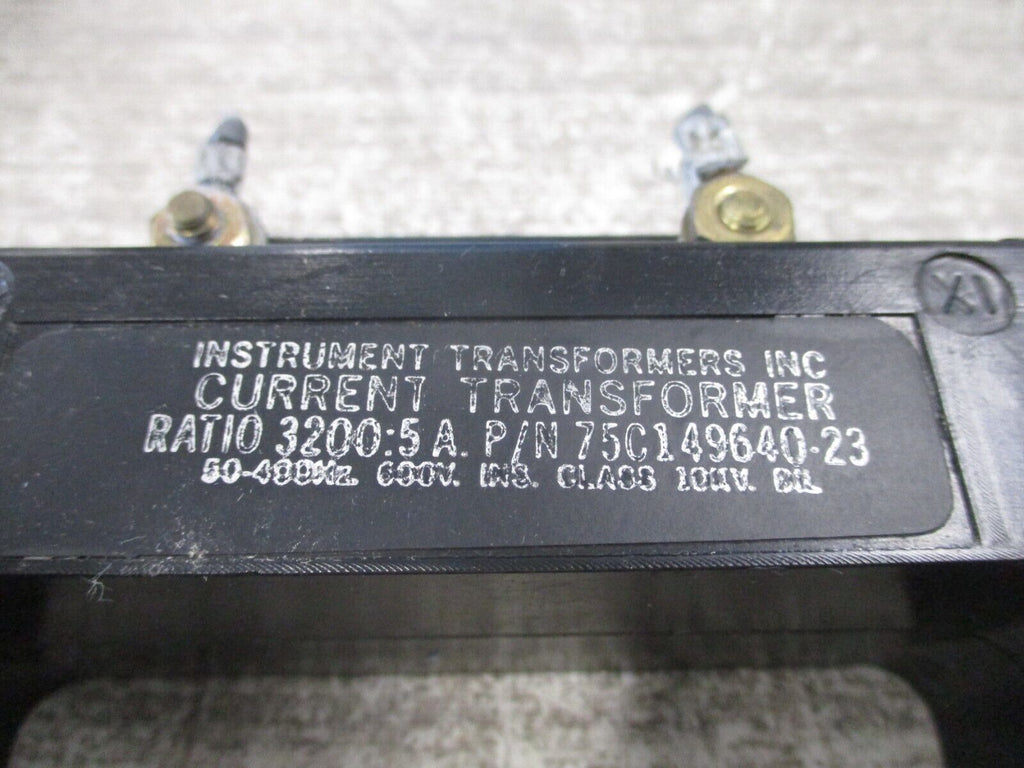 X1
INSTRUMENT TRANSFORMERS INC
CURRENT TRANSFORMER
RATIO 3200:5 A. P/N 75C149640-23
50-400Hz. 600V. INS. CLASS 10KV. BIL